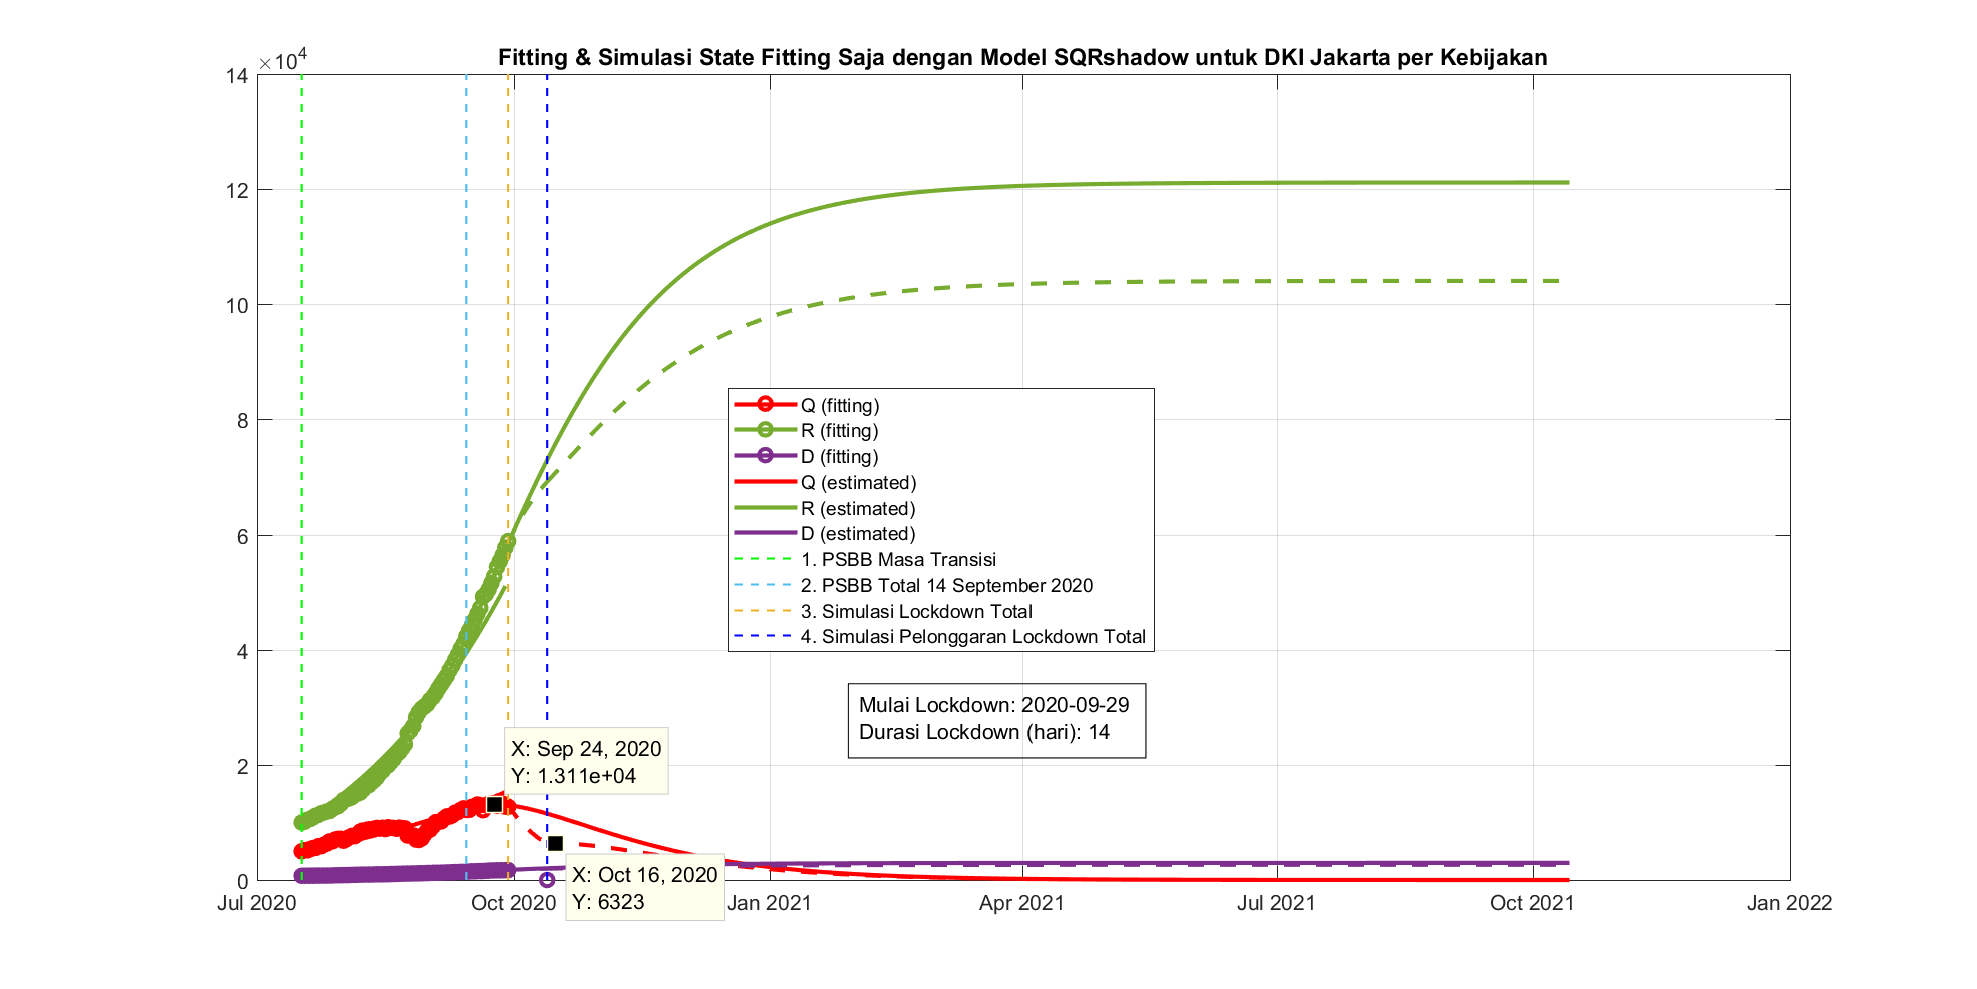 Fitting & Simulasi State Fitting Saja dengan Model SQRshadow untuk DKI Jakarta per Kebijakan
×10^4
14
12
10
8
6
4
2
0
Q (fitting)
R (fitting)
D (fitting)
Q (estimated)
R (estimated)
D (estimated)
1. PSBB Masa Transisi
2. PSBB Total 14 September 2020
3. Simulasi Lockdown Total
4. Simulasi Pelonggaran Lockdown Total
Mulai Lockdown: 2020-09-29
Durasi Lockdown (hari): 14
X: Sep 24, 2020
Y: 1.311e+04
X: Oct 16, 2020
Y: 6323
Jul 2020
Oct 2020
Jan 2021
Apr 2021
Jul 2021
Oct 2021
Jan 2022